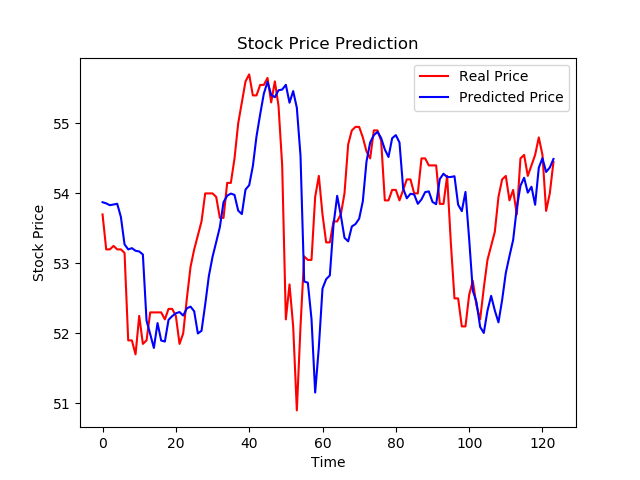 Stock Price Prediction
Real Price
Predicted Price
55
54
53
52
51
Stock Price
0 20 40 60 80 100 120
Time